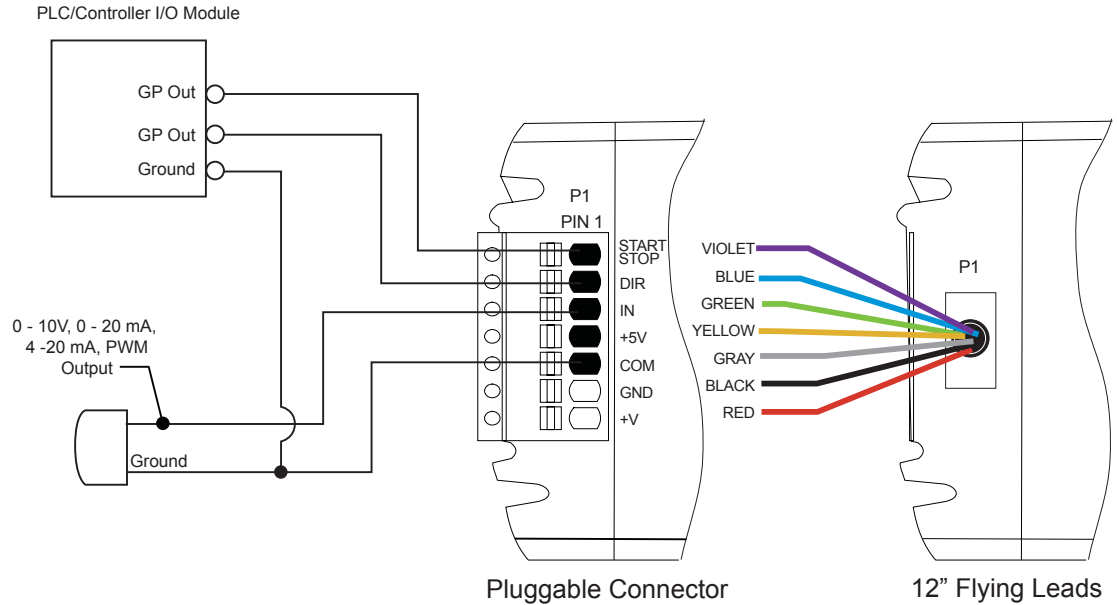 PLC/Controller I/O Module
GP Out
GP Out
Ground
0 - 10V, 0 - 20 mA,
4 -20 mA, PWM
Output
Ground
P1
PIN 1
START
STOP
DIR
IN
+5V
COM
GND
+V
Pluggable Connector
VIOLET
BLUE
GREEN
YELLOW
GRAY
BLACK
RED
P1
12” Flying Leads